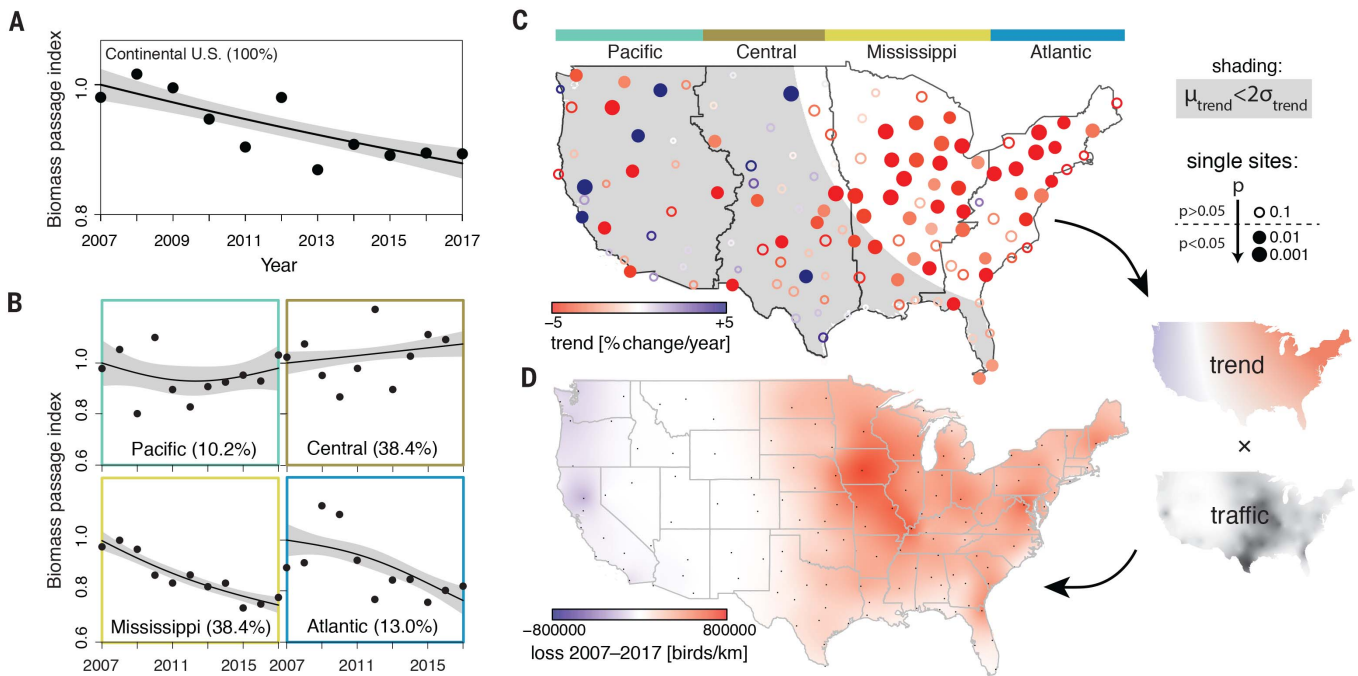 A
Biomass passage index
Continental U.S. (100%)
1.0
0.8
2007 2009 2011 2013 2015 2017
Year
B
Biomass passage index
1.0
0.8
0.6
Pacific (10.2%)
Central (38.4%)
1.0
0.8
0.6
Mississippi (38.4%)
Atlantic (13.0%)
2007 2011 2015 2007 2011 2015
C
Pacific Central Mississippi Atlantic
−5 +5
trend [% change/year]
shading:
μtrend<2σtrend
single sites:
p
p>0.05
0.1
p<0.05
0.01
0.001
trend
×
traffic
D
−800000 800000
loss 2007–2017 [birds/km]